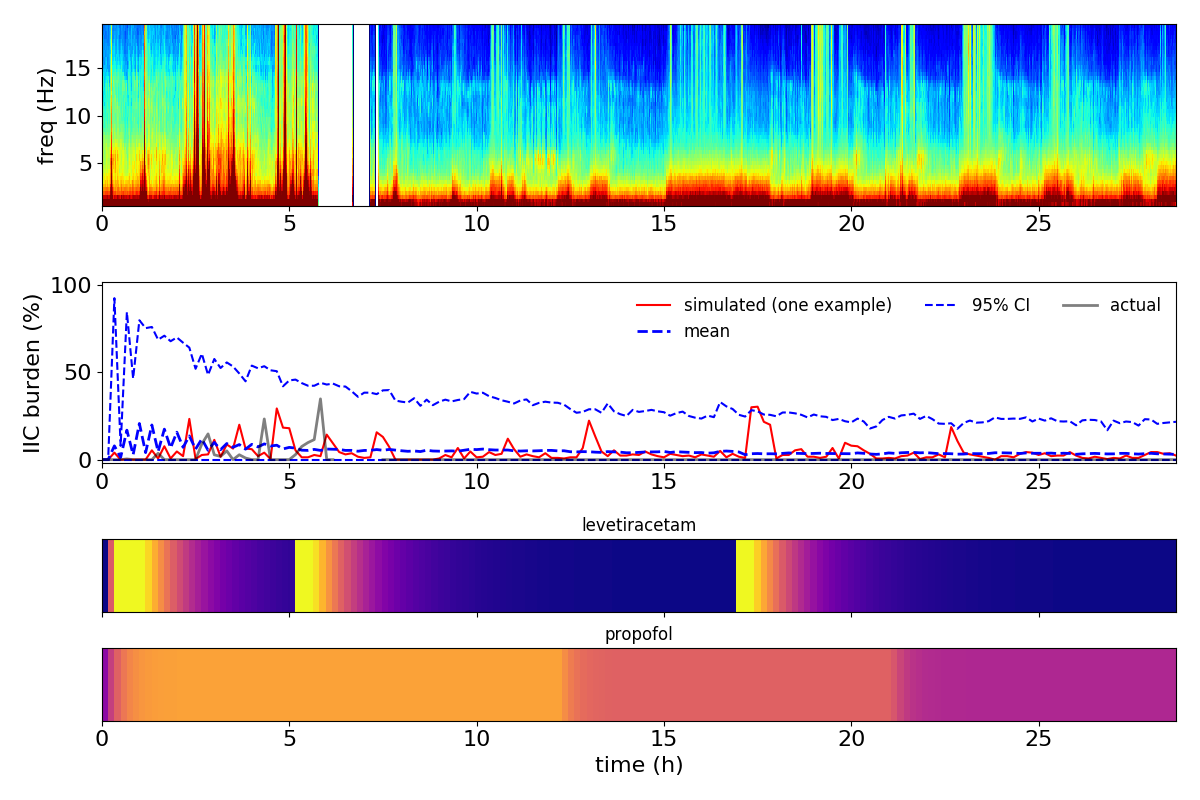 freq (Hz)
15
10
5
0 5 10 15 20 25
IIC burden (%)
100
50
0
simulated (one example)
mean
95% CI
actual
0 5 10 15 20 25
levetiracetam
propofol
0 5 10 15 20 25
time (h)